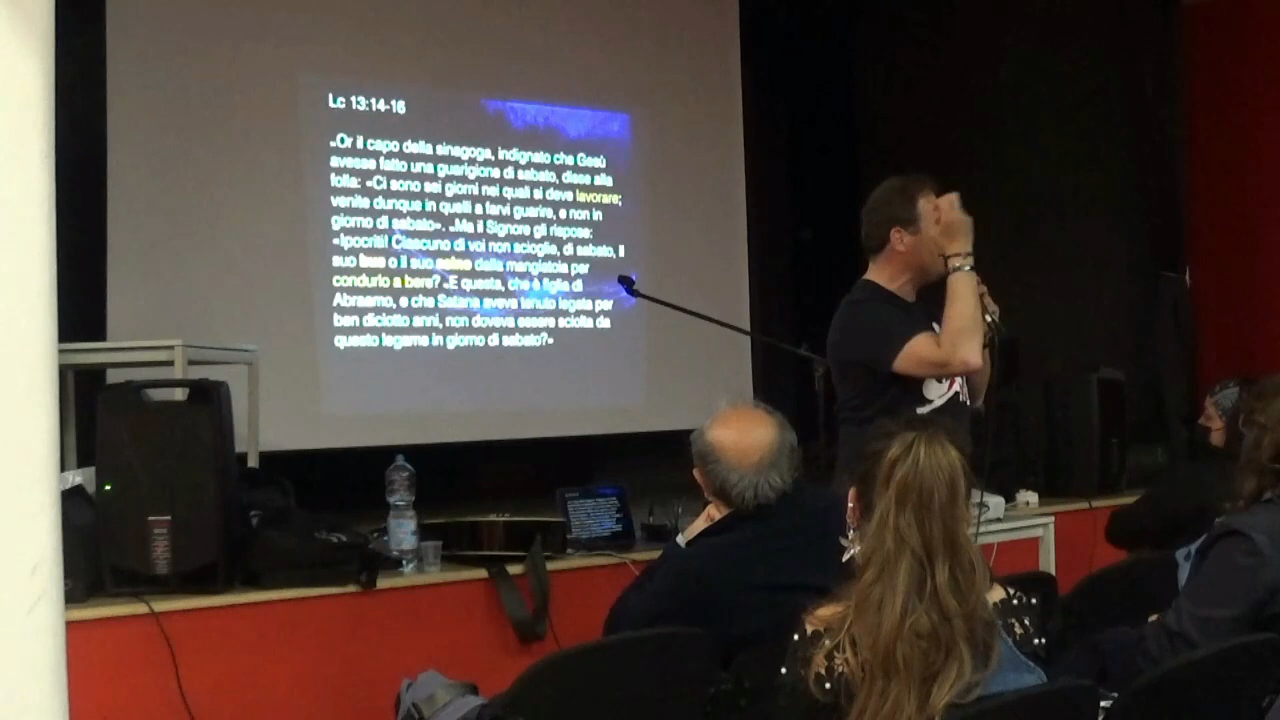 Lc 13:14-16
„Or il capo della sinagoga, indignato che Gesù
avesse fatto una guarigione di sabato, disse alla
folla: «Ci sono sei giorni nei quali si deve lavorare;
venite dunque in quelli a farvi guarire, e non in
giorno di sabato». „Ma il Signore gli rispose:
«Ipocriti! Ciascuno di voi non scioglie, di sabato, il
suo bue o il suo asino dalla mangiatoia per
condurlo a bere? „E questa, che è figlia di
Abraamo, e che Satana aveva tenuto legata per
ben diciotto anni, non doveva essere sciolta da
questo legame in giorno di sabato?»